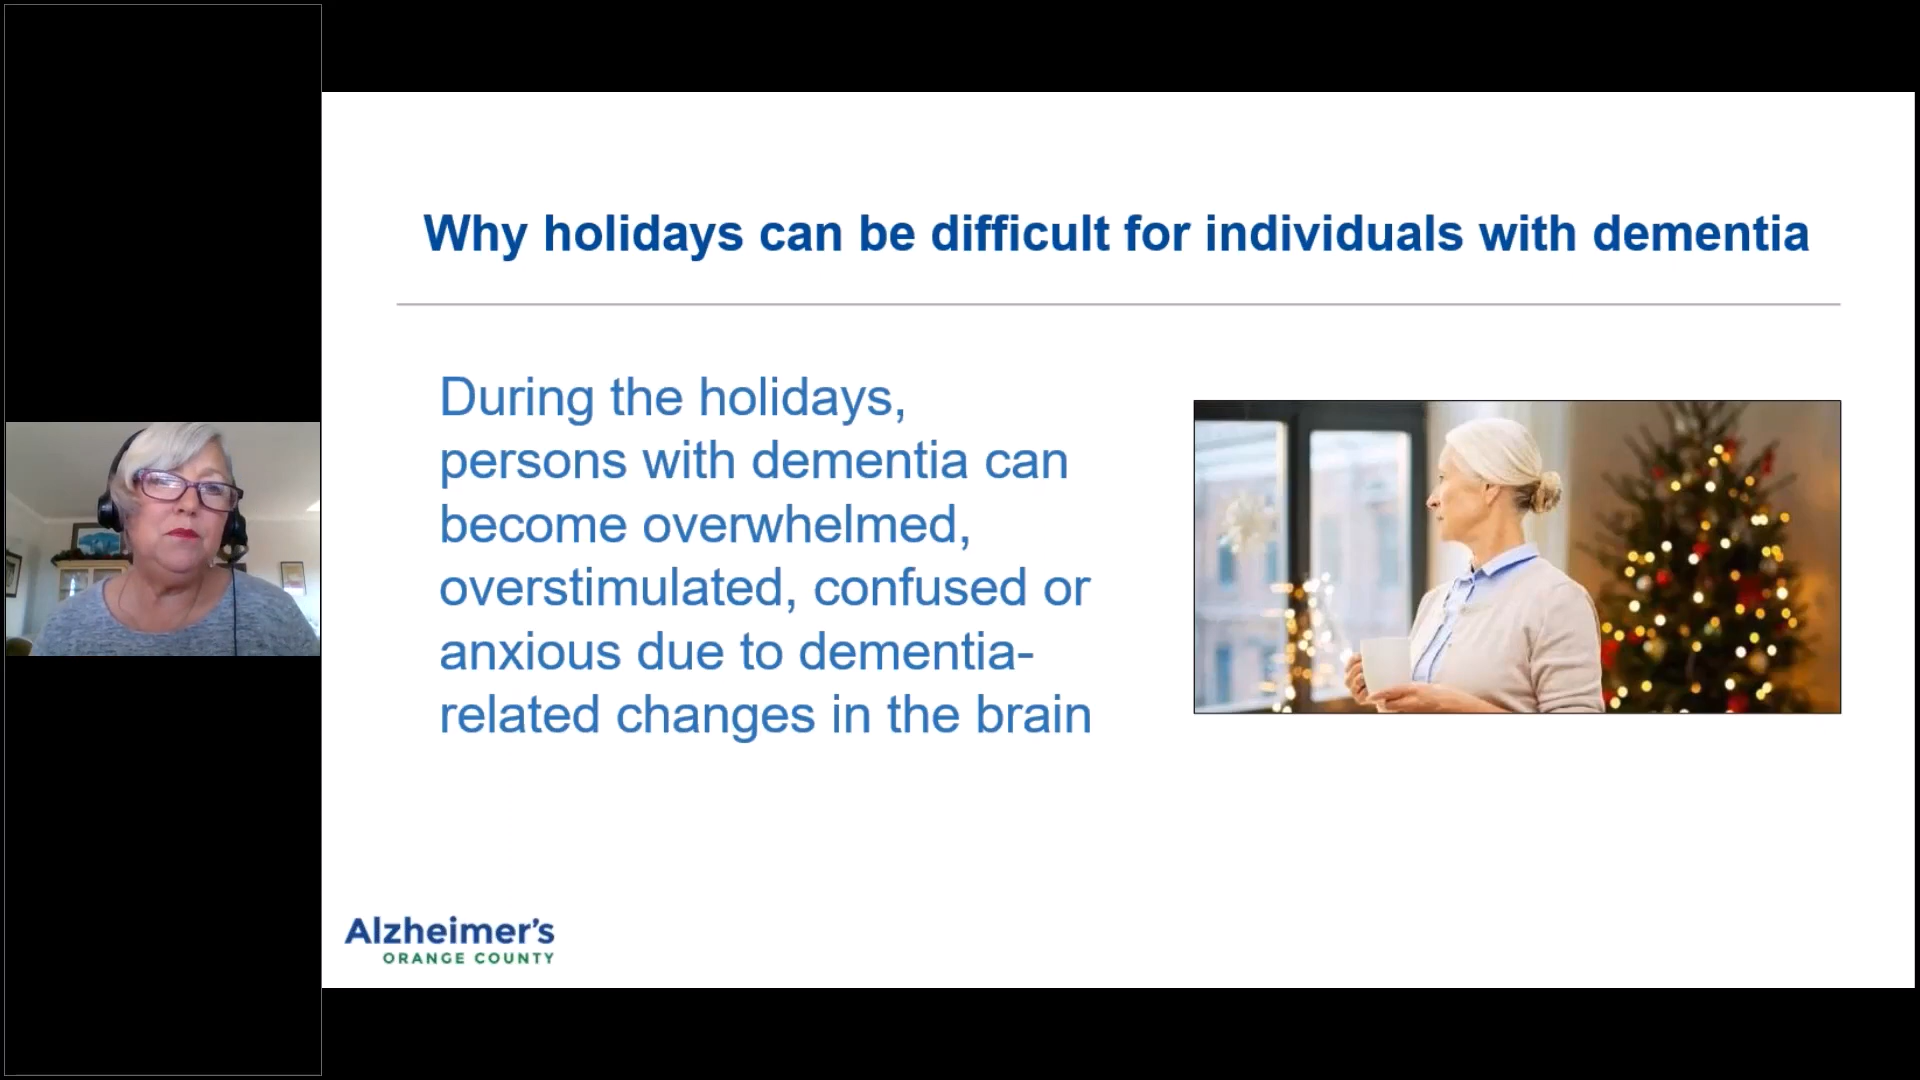 Why holidays can be difficult for individuals with dementia
During the holidays,
persons with dementia can
become overwhelmed,
overstimulated, confused or
anxious due to dementia-
related changes in the brain
Alzheimer's
ORANGE COUNTY